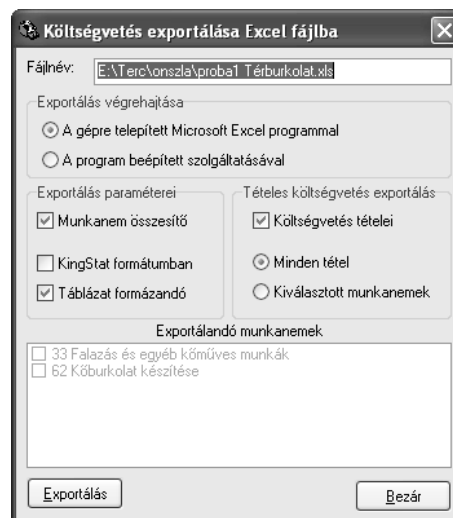 Költségvetés exportálása Excel fájlba
Fájlnév: E:\Terc\onszla\proba1 Térburkolat.xls
Exportálás végrehajtása
A gépre telepített Microsoft Excel programmal
A program beépített szolgáltatásával
Exportálás paraméterei
Munkanem összesítő
KingStat formátumban
Táblázat formázandó
Tételes költségvetés exportálás
Költségvetés tételei
Minden tétel
Kiválasztott munkanemek
Exportálandó munkanemek
33 Falazás és egyéb kőműves munkák
62 Kőburkolat készítése
Exportálás
Bezár